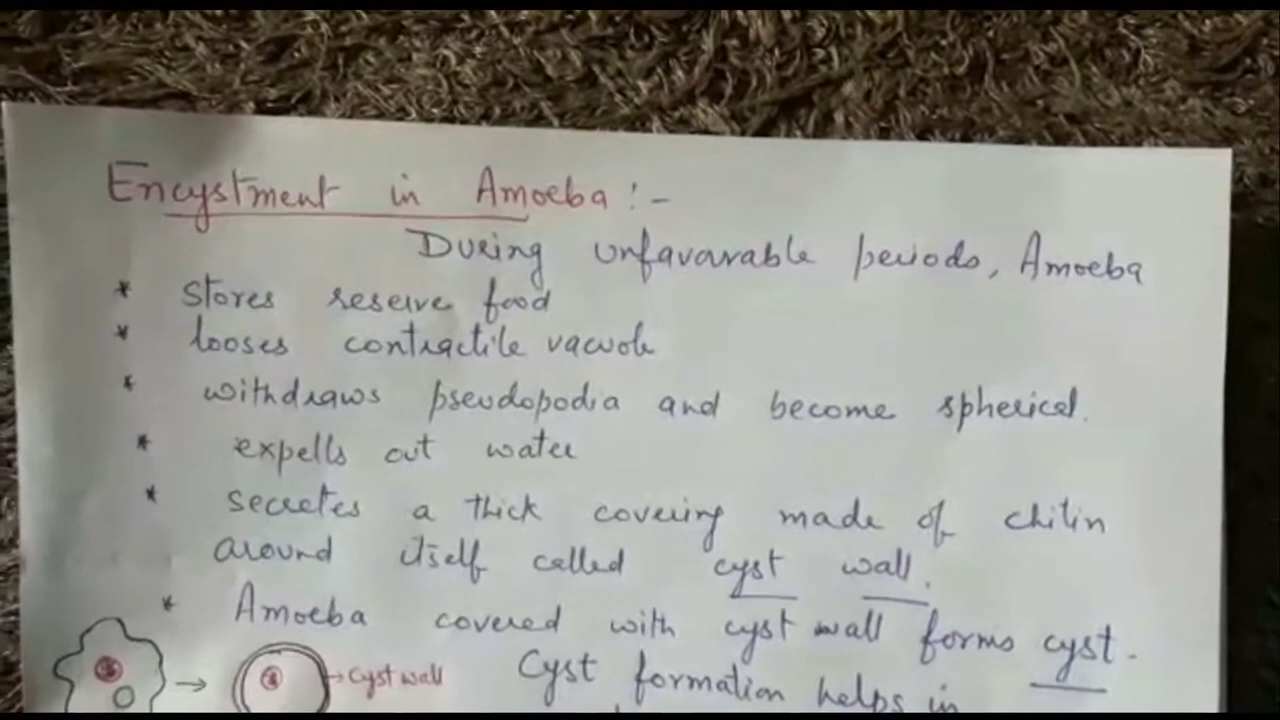 Encystment in Amoeba :-
During unfavarable periods, Amoeba
* stores reserve food
* looses contractile vacuole
* withdraws pseudopodia and become spherical.
* expells out water
* secretes a thick covering made of chitin
around itself called cyst wall.
* Amoeba covered with cyst wall forms cyst.
→ → Cyst wall
Cyst formation helps in